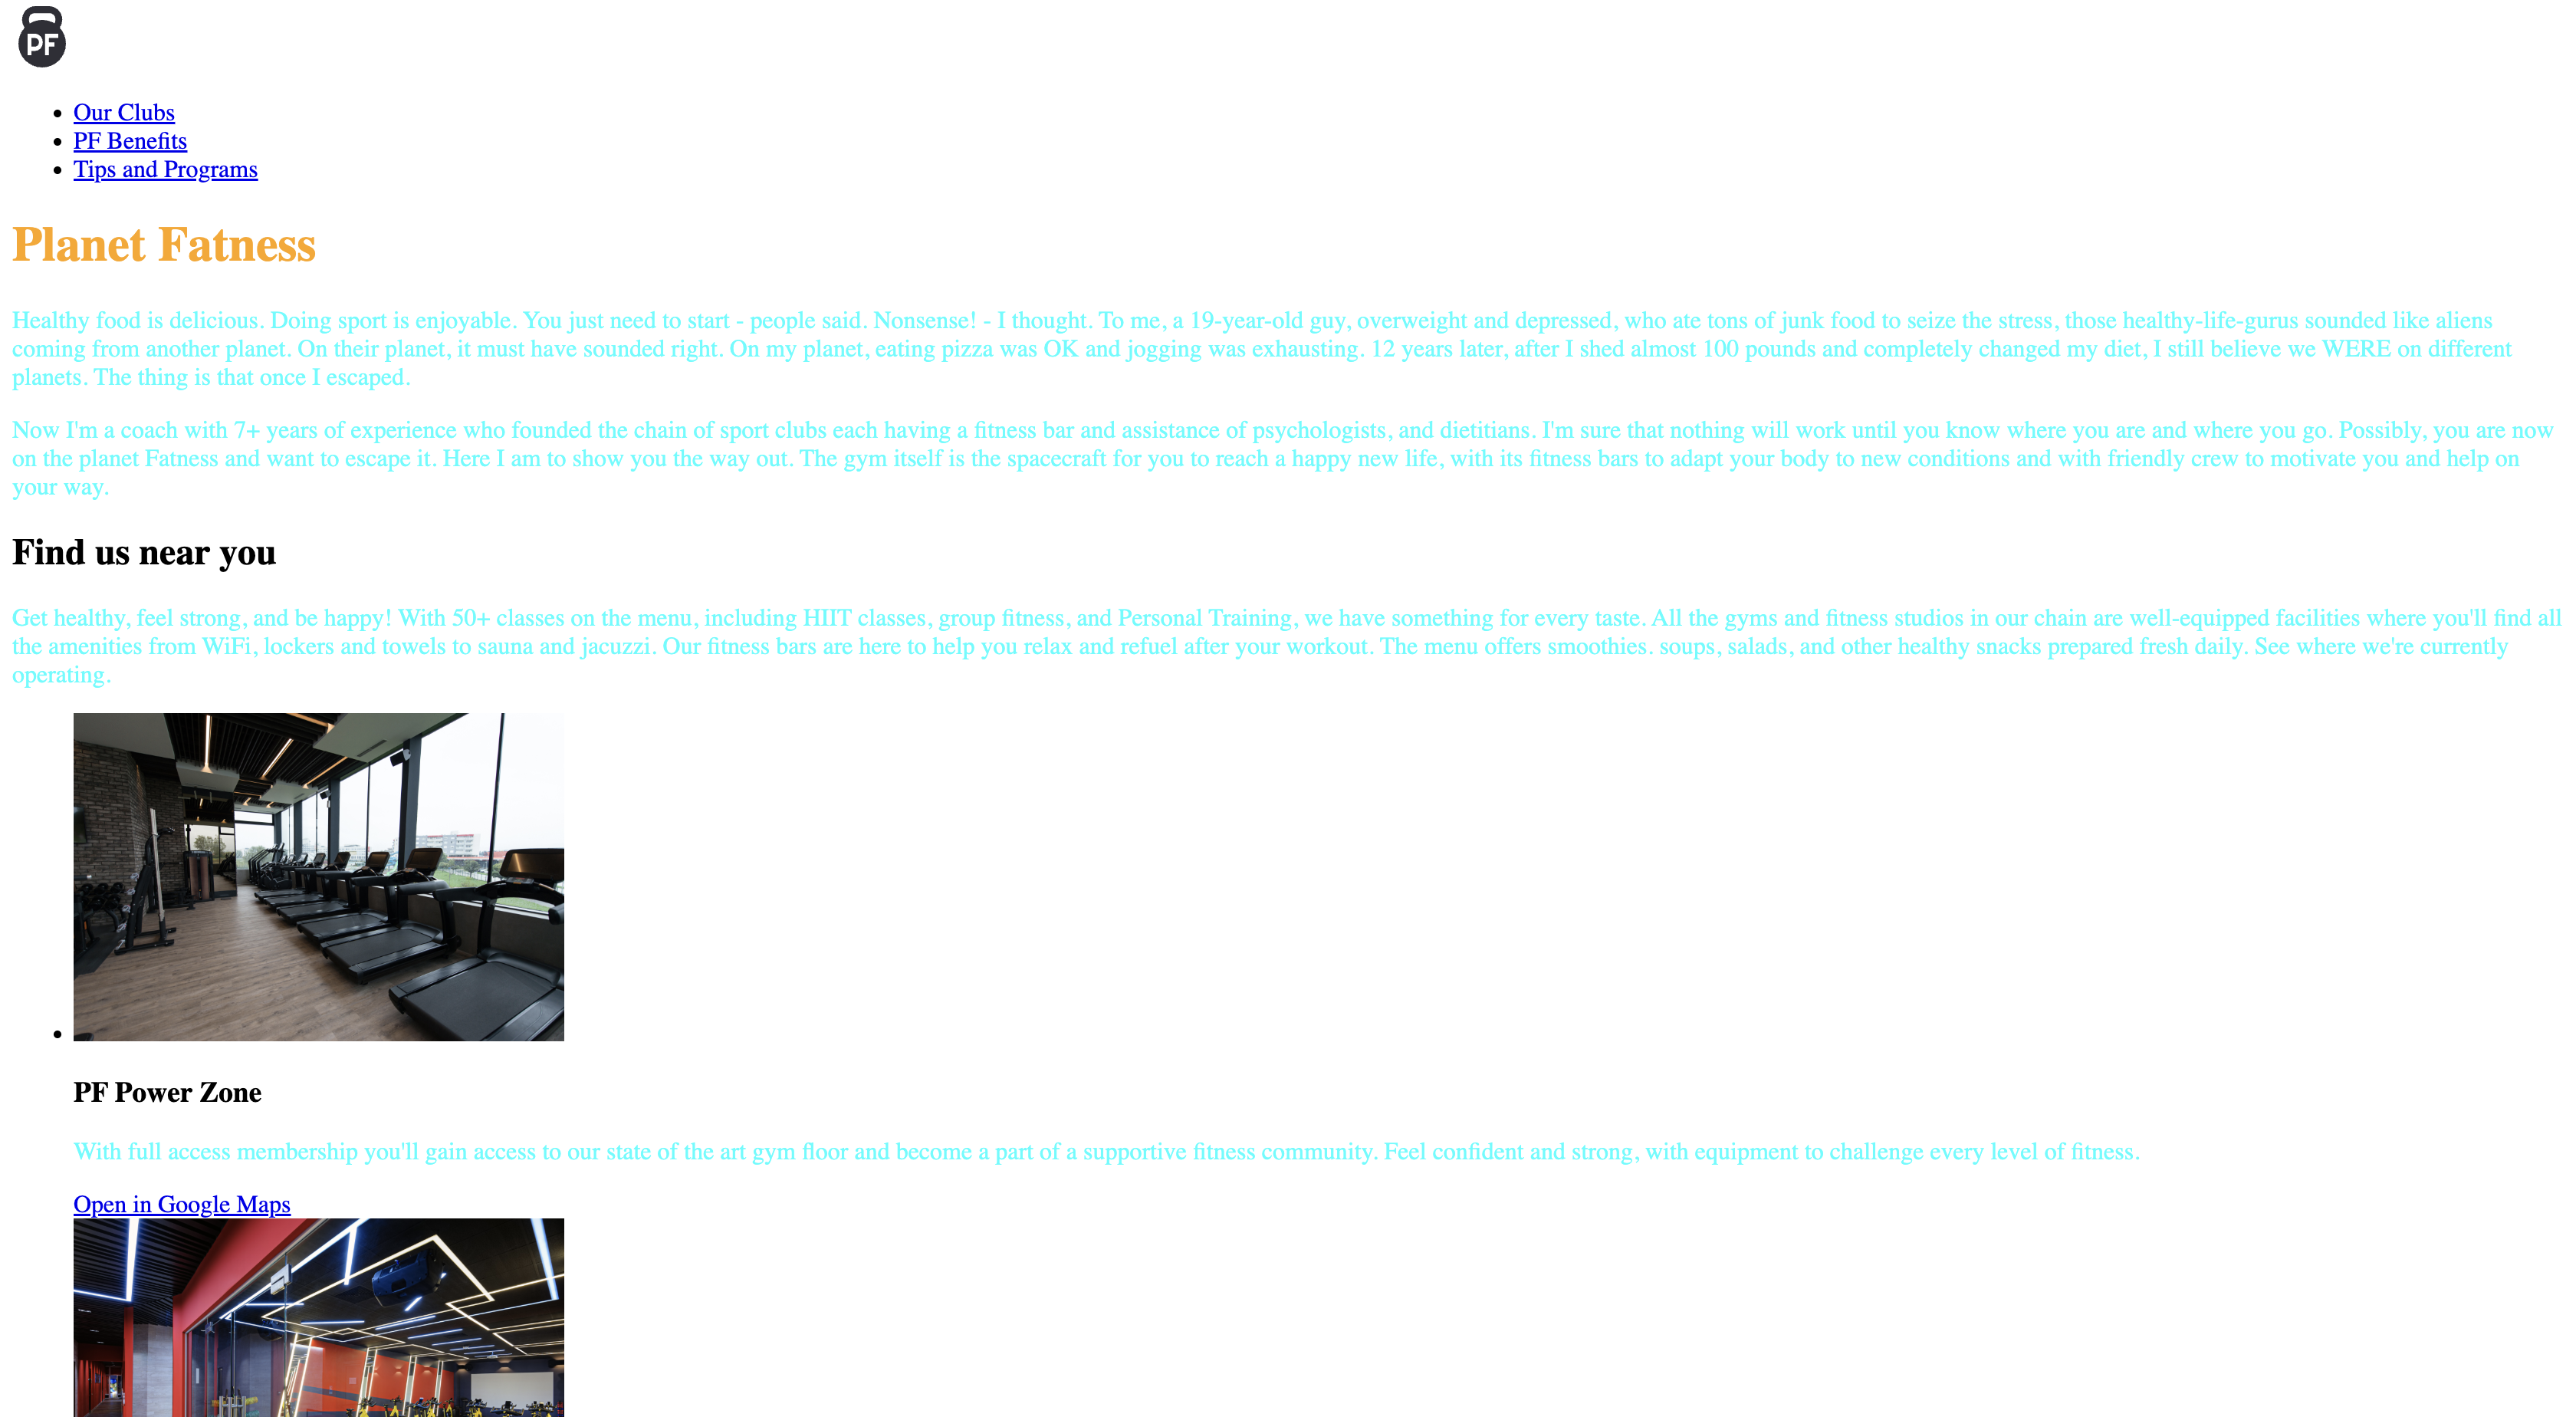 PF
Our Clubs
PF Benefits
Tips and Programs
Planet Fatness
Healthy food is delicious. Doing sport is enjoyable. You just need to start - people said. Nonsense! - I thought. To me, a 19-year-old guy, overweight and depressed, who ate tons of junk food to seize the stress, those healthy-life-gurus sounded like aliens
coming from another planet. On their planet, it must have sounded right. On my planet, eating pizza was OK and jogging was exhausting. 12 years later, after I shed almost 100 pounds and completely changed my diet, I still believe we WERE on different
planets. The thing is that once I escaped.
Now I'm a coach with 7+ years of experience who founded the chain of sport clubs each having a fitness bar and assistance of psychologists, and dietitians. I'm sure that nothing will work until you know where you are and where you go. Possibly, you are now
on the planet Fatness and want to escape it. Here I am to show you the way out. The gym itself is the spacecraft for you to reach a happy new life, with its fitness bars to adapt your body to new conditions and with friendly crew to motivate you and help on
your way.
Find us near you
Get healthy, feel strong, and be happy! With 50+ classes on the menu, including HIIT classes, group fitness, and Personal Training, we have something for every taste. All the gyms and fitness studios in our chain are well-equipped facilities where you'll find all
the amenities from WiFi, lockers and towels to sauna and jacuzzi. Our fitness bars are here to help you relax and refuel after your workout. The menu offers smoothies. soups, salads, and other healthy snacks prepared fresh daily. See where we're currently
operating.
PF Power Zone
With full access membership you'll gain access to our state of the art gym floor and become a part of a supportive fitness community. Feel confident and strong, with equipment to challenge every level of fitness.
Open in Google Maps